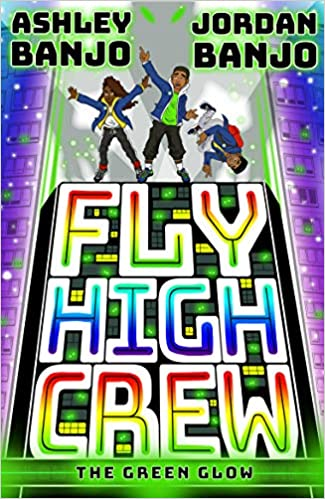 ASHLEY JORDAN
BANJO BANJO
FLY
HIGH
CREW
THE GREEN GLOW